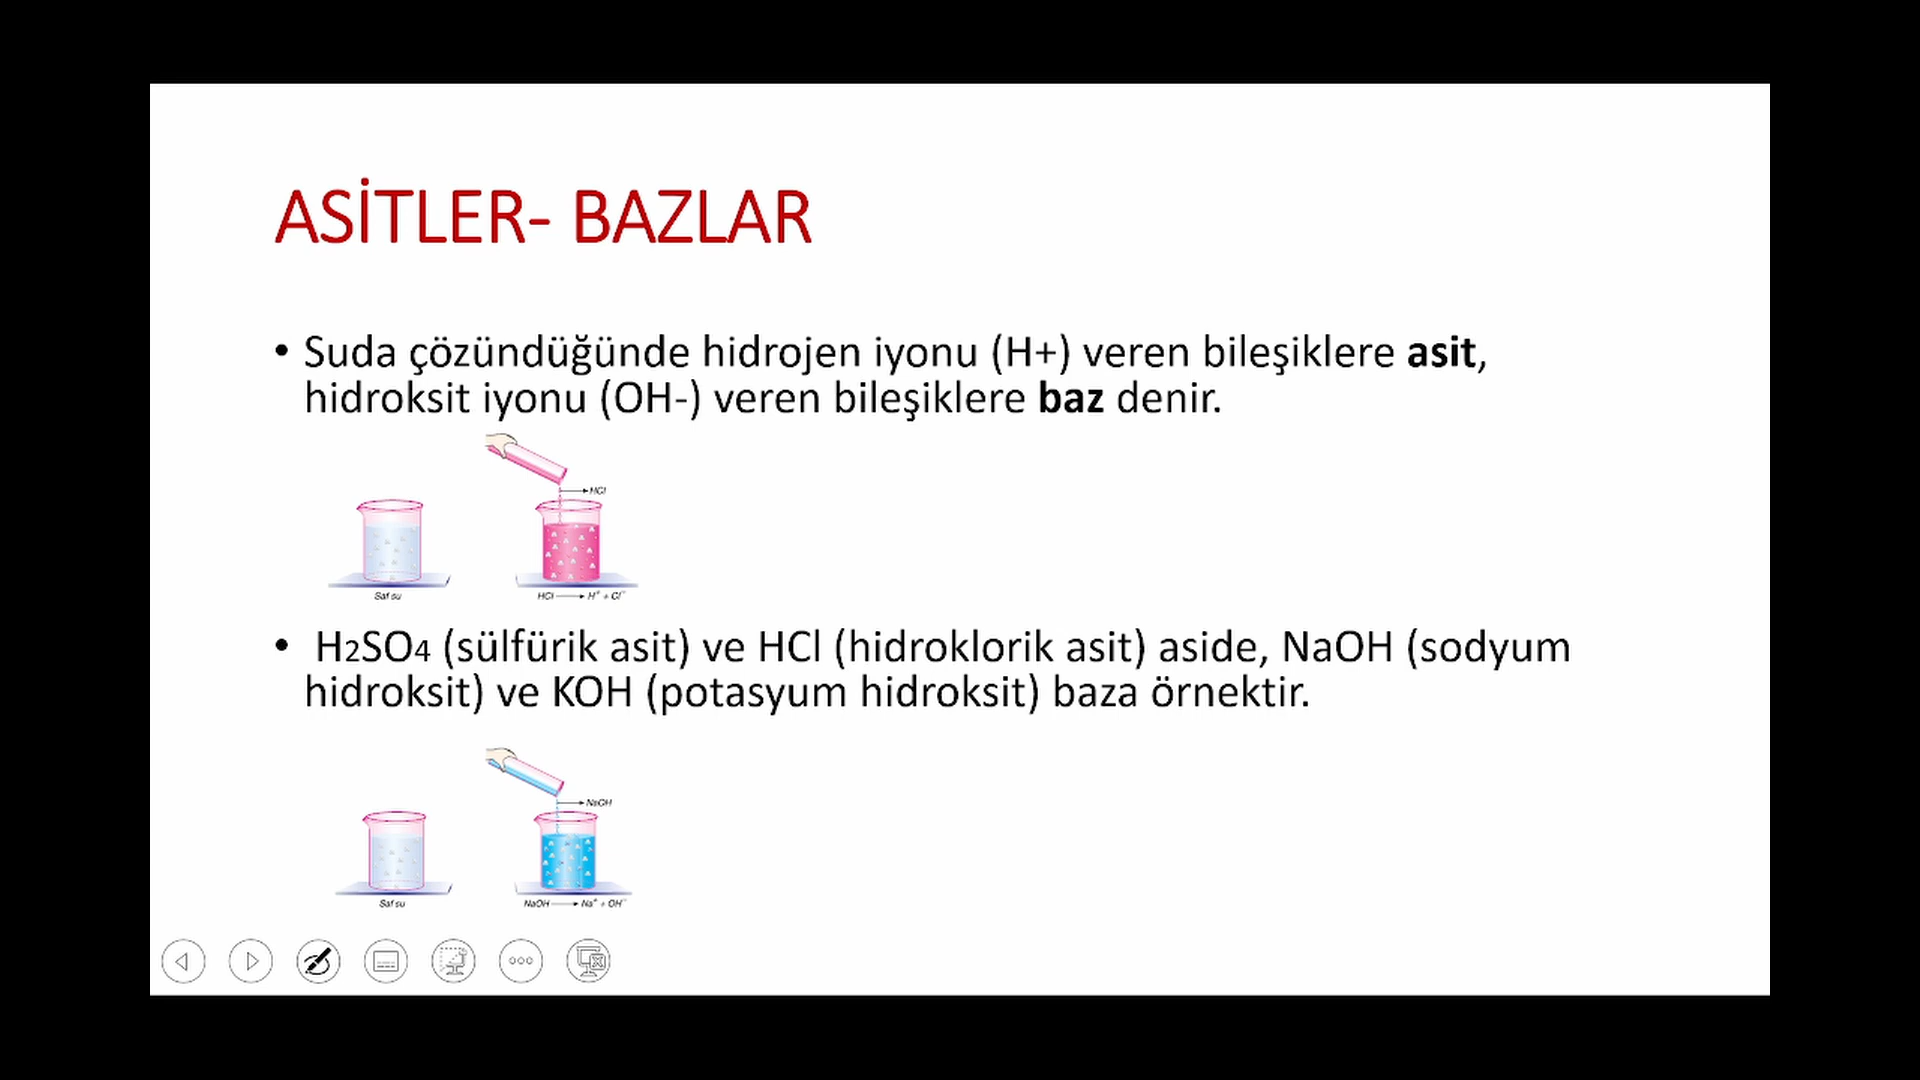 ASİTLER- BAZLAR
• Suda çözündüğünde hidrojen iyonu (H+) veren bileşiklere asit,
hidroksit iyonu (OH-) veren bileşiklere baz denir.
HCl
Saf su
HCl → H⁺ + Cl⁻
• H2SO4 (sülfürik asit) ve HCl (hidroklorik asit) aside, NaOH (sodyum
hidroksit) ve KOH (potasyum hidroksit) baza örnektir.
NaOH
Saf su
NaOH → Na⁺ + OH⁻